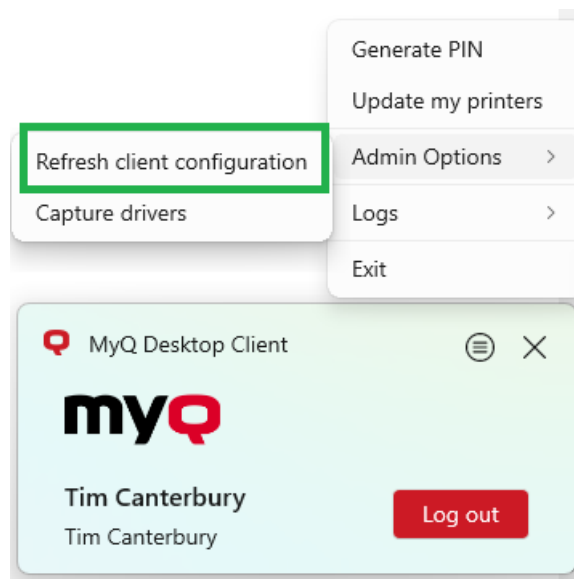 Generate PIN
Update my printers
Admin Options
Refresh client configuration
Capture drivers
Logs
Exit
MyQ Desktop Client
myQ
Tim Canterbury
Tim Canterbury
Log out